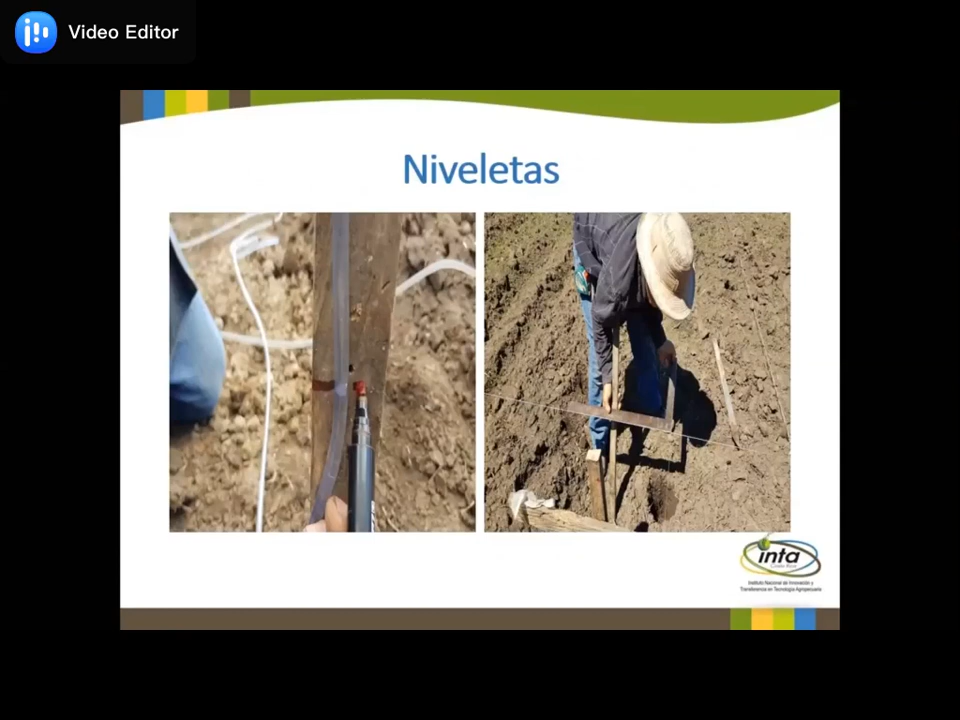 Video Editor
Niveletas
inta
Costa Rica
Instituto Nacional de Innovación y
Transferencia en Tecnología Agropecuaria